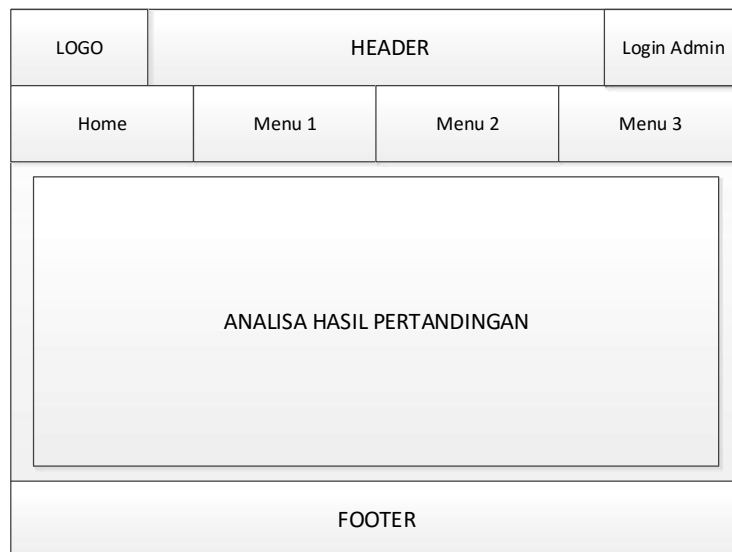 LOGO
HEADER
Login Admin
Home
Menu 1
Menu 2
Menu 3
ANALISA HASIL PERTANDINGAN
FOOTER